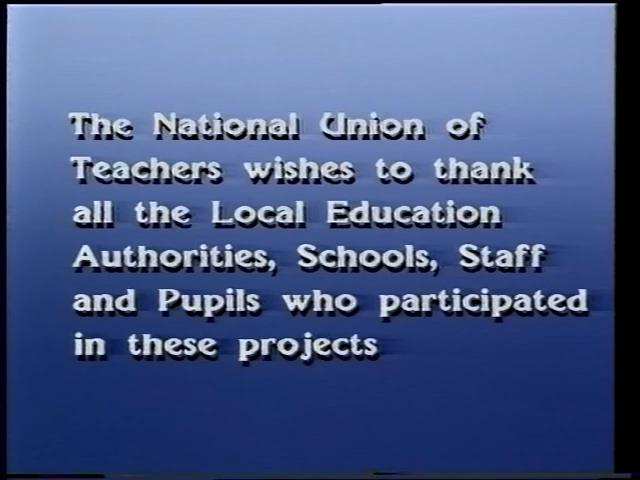 The National Union of
Teachers wishes to thank
all the Local Education
Authorities, Schools, Staff
and Pupils who participated
in these projects